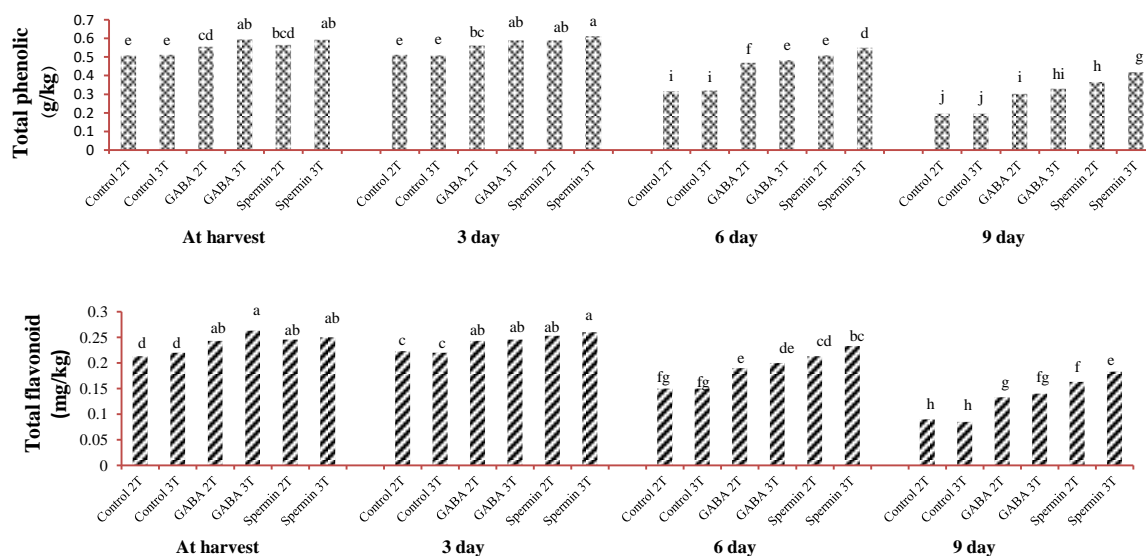 Total phenolic
(g/kg)
0.7
0.6
0.5
0.4
0.3
0.2
0.1
0
e e cd ab bcd ab
e e bc ab ab a
i i f e e d
j j i hi h g
Control 2T Control 3T GABA 2T GABA 3T Spermin 2T Spermin 3T
Control 2T Control 3T GABA 2T GABA 3T Spermin 2T Spermin 3T
Control 2T Control 3T GABA 2T GABA 3T Spermin 2T Spermin 3T
Control 2T Control 3T GABA 2T GABA 3T Spermin 2T Spermin 3T
At harvest 3 day 6 day 9 day
Total flavonoid
(mg/kg)
0.3
0.25
0.2
0.15
0.1
0.05
0
d d ab a ab ab
c c ab ab ab a
fg fg e de cd bc
h h g fg f e
Control 2T Control 3T GABA 2T GABA 3T Spermin 2T Spermin 3T
Control 2T Control 3T GABA 2T GABA 3T Spermin 2T Spermin 3T
Control 2T Control 3T GABA 2T GABA 3T Spermin 2T Spermin 3T
Control 2T Control 3T GABA 2T GABA 3T Spermin 2T Spermin 3T
At harvest 3 day 6 day 9 day